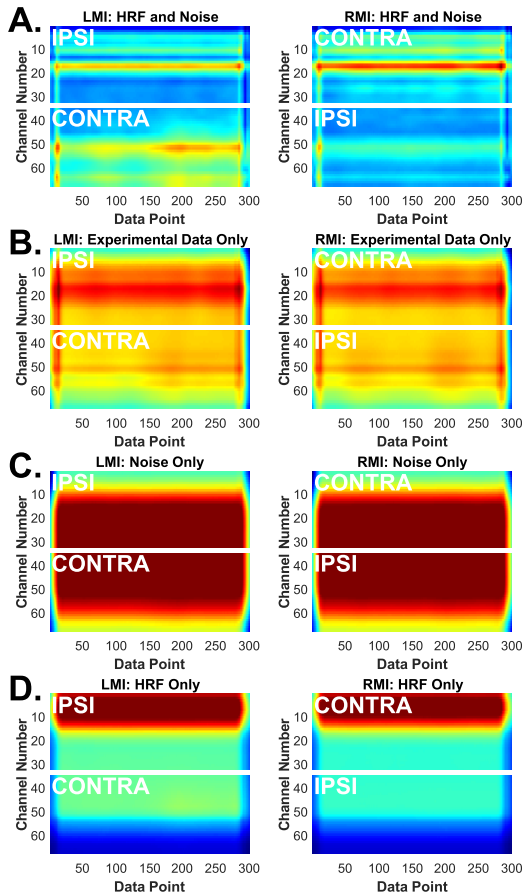 A.
LMI: HRF and Noise
RMI: HRF and Noise
IPSI
CONTRA
CONTRA
IPSI
Channel Number
10
20
30
40
50
60
Channel Number
10
20
30
40
50
60
50 100 150 200 250 300
50 100 150 200 250 300
Data Point
Data Point
B.
LMI: Experimental Data Only
RMI: Experimental Data Only
IPSI
CONTRA
CONTRA
IPSI
Channel Number
10
20
30
40
50
60
Channel Number
10
20
30
40
50
60
50 100 150 200 250 300
50 100 150 200 250 300
Data Point
Data Point
C.
LMI: Noise Only
RMI: Noise Only
IPSI
CONTRA
CONTRA
IPSI
Channel Number
10
20
30
40
50
60
Channel Number
10
20
30
40
50
60
50 100 150 200 250 300
50 100 150 200 250 300
Data Point
Data Point
D.
LMI: HRF Only
RMI: HRF Only
IPSI
CONTRA
CONTRA
IPSI
Channel Number
10
20
30
40
50
60
Channel Number
10
20
30
40
50
60
50 100 150 200 250 300
50 100 150 200 250 300
Data Point
Data Point